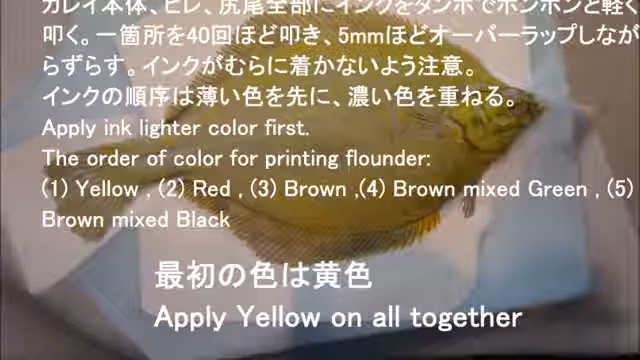 カレイ本体、ヒレ、尻尾全部にインクをタンポでポンポンと軽く
叩く。一箇所を40回ほど叩き、5mmほどオーバーラップしなが
らずらす。インクがむらに着かないよう注意。
インクの順序は薄い色を先に、濃い色を重ねる。
Apply ink lighter color first.
The order of color for printing flounder:
(1) Yellow , (2) Red , (3) Brown ,(4) Brown mixed Green , (5)
Brown mixed Black
最初の色は黄色
Apply Yellow on all together